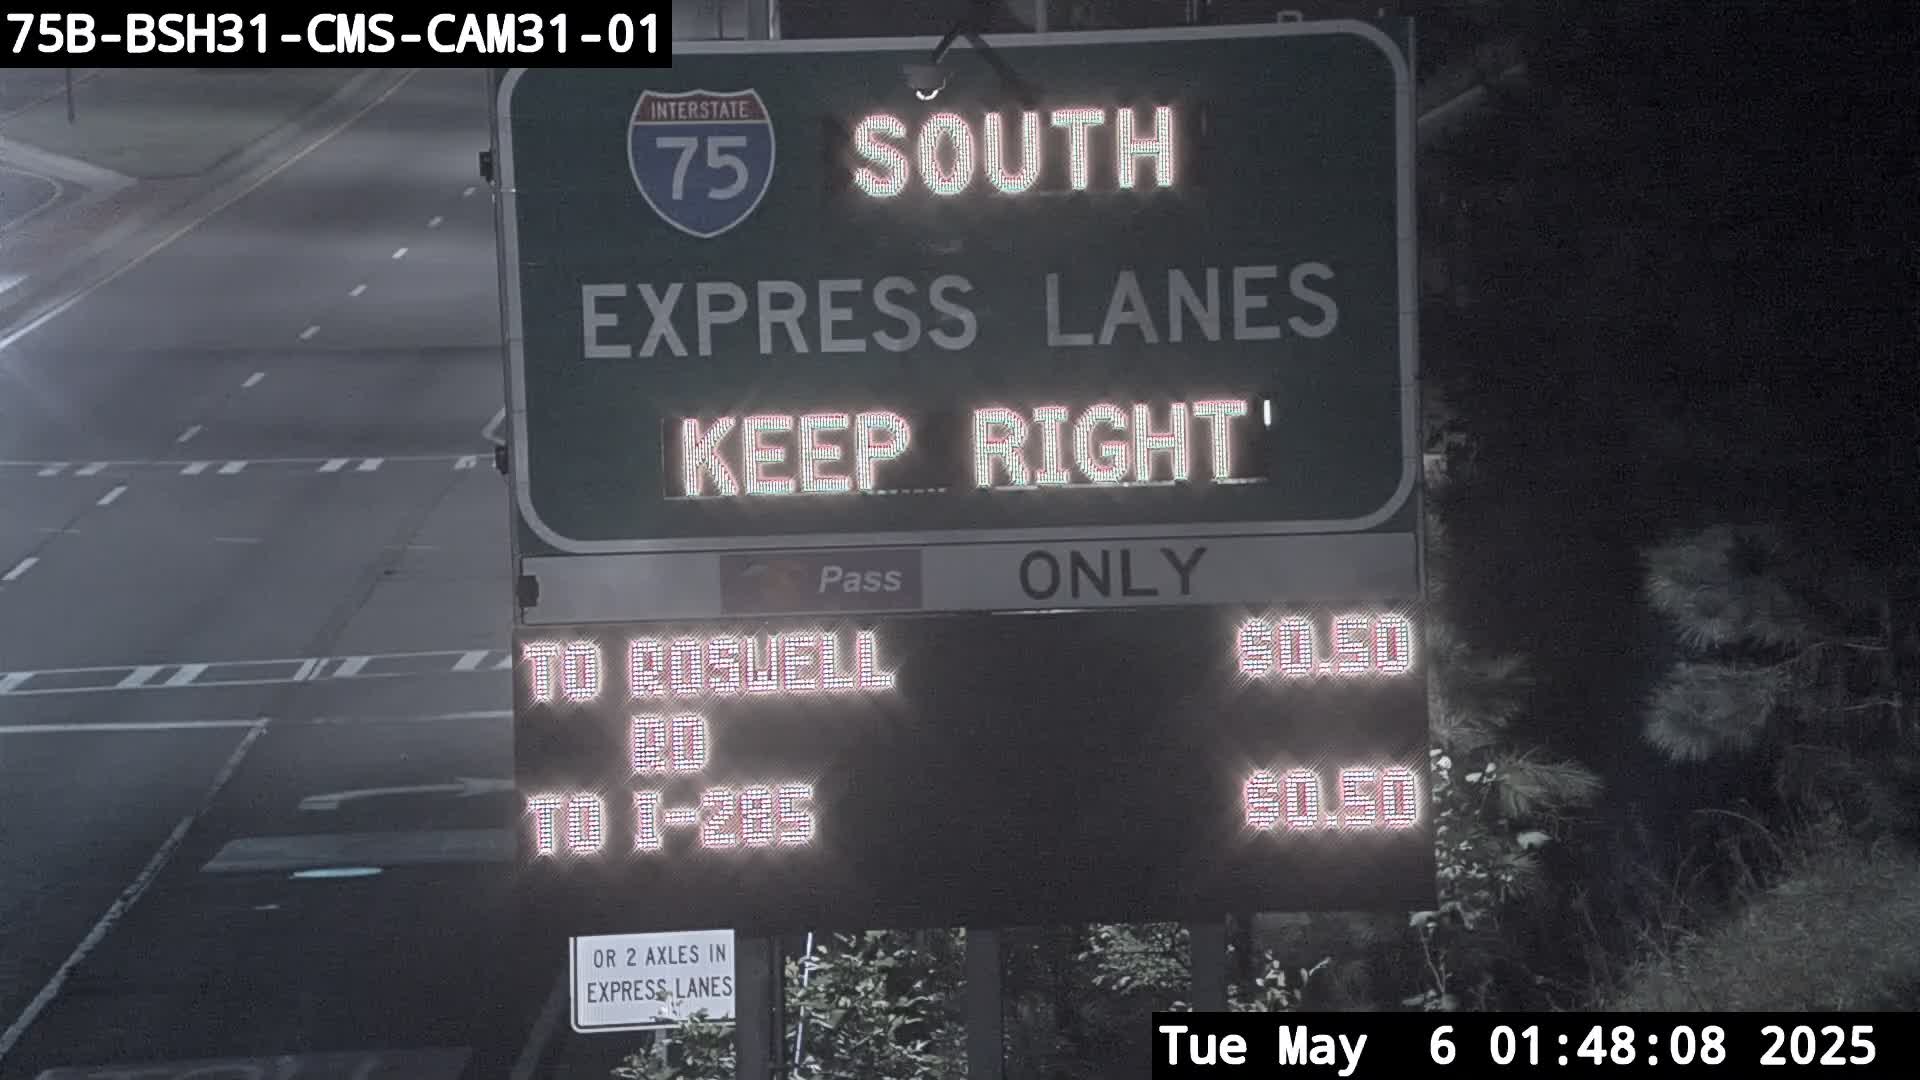 75B-BSH31-CMS-CAM31-01
INTERSTATE
75
SOUTH
EXPRESS LANES
KEEP RIGHT
Pass ONLY
TO ROSWELL $0.50
RD
TO I-285 $0.50
OR 2 AXLES IN
EXPRESS LANES
Tue May 6 01:48:08 2025